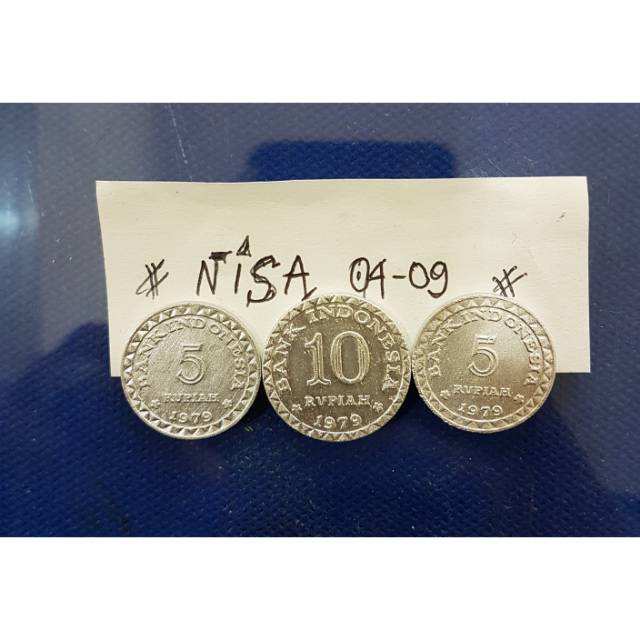 # NISA 04-09 #
BANK INDONESIA
5
RUPIAH
1979
BANK INDONESIA
10
RUPIAH
1979
BANK INDONESIA
5
RUPIAH
1979